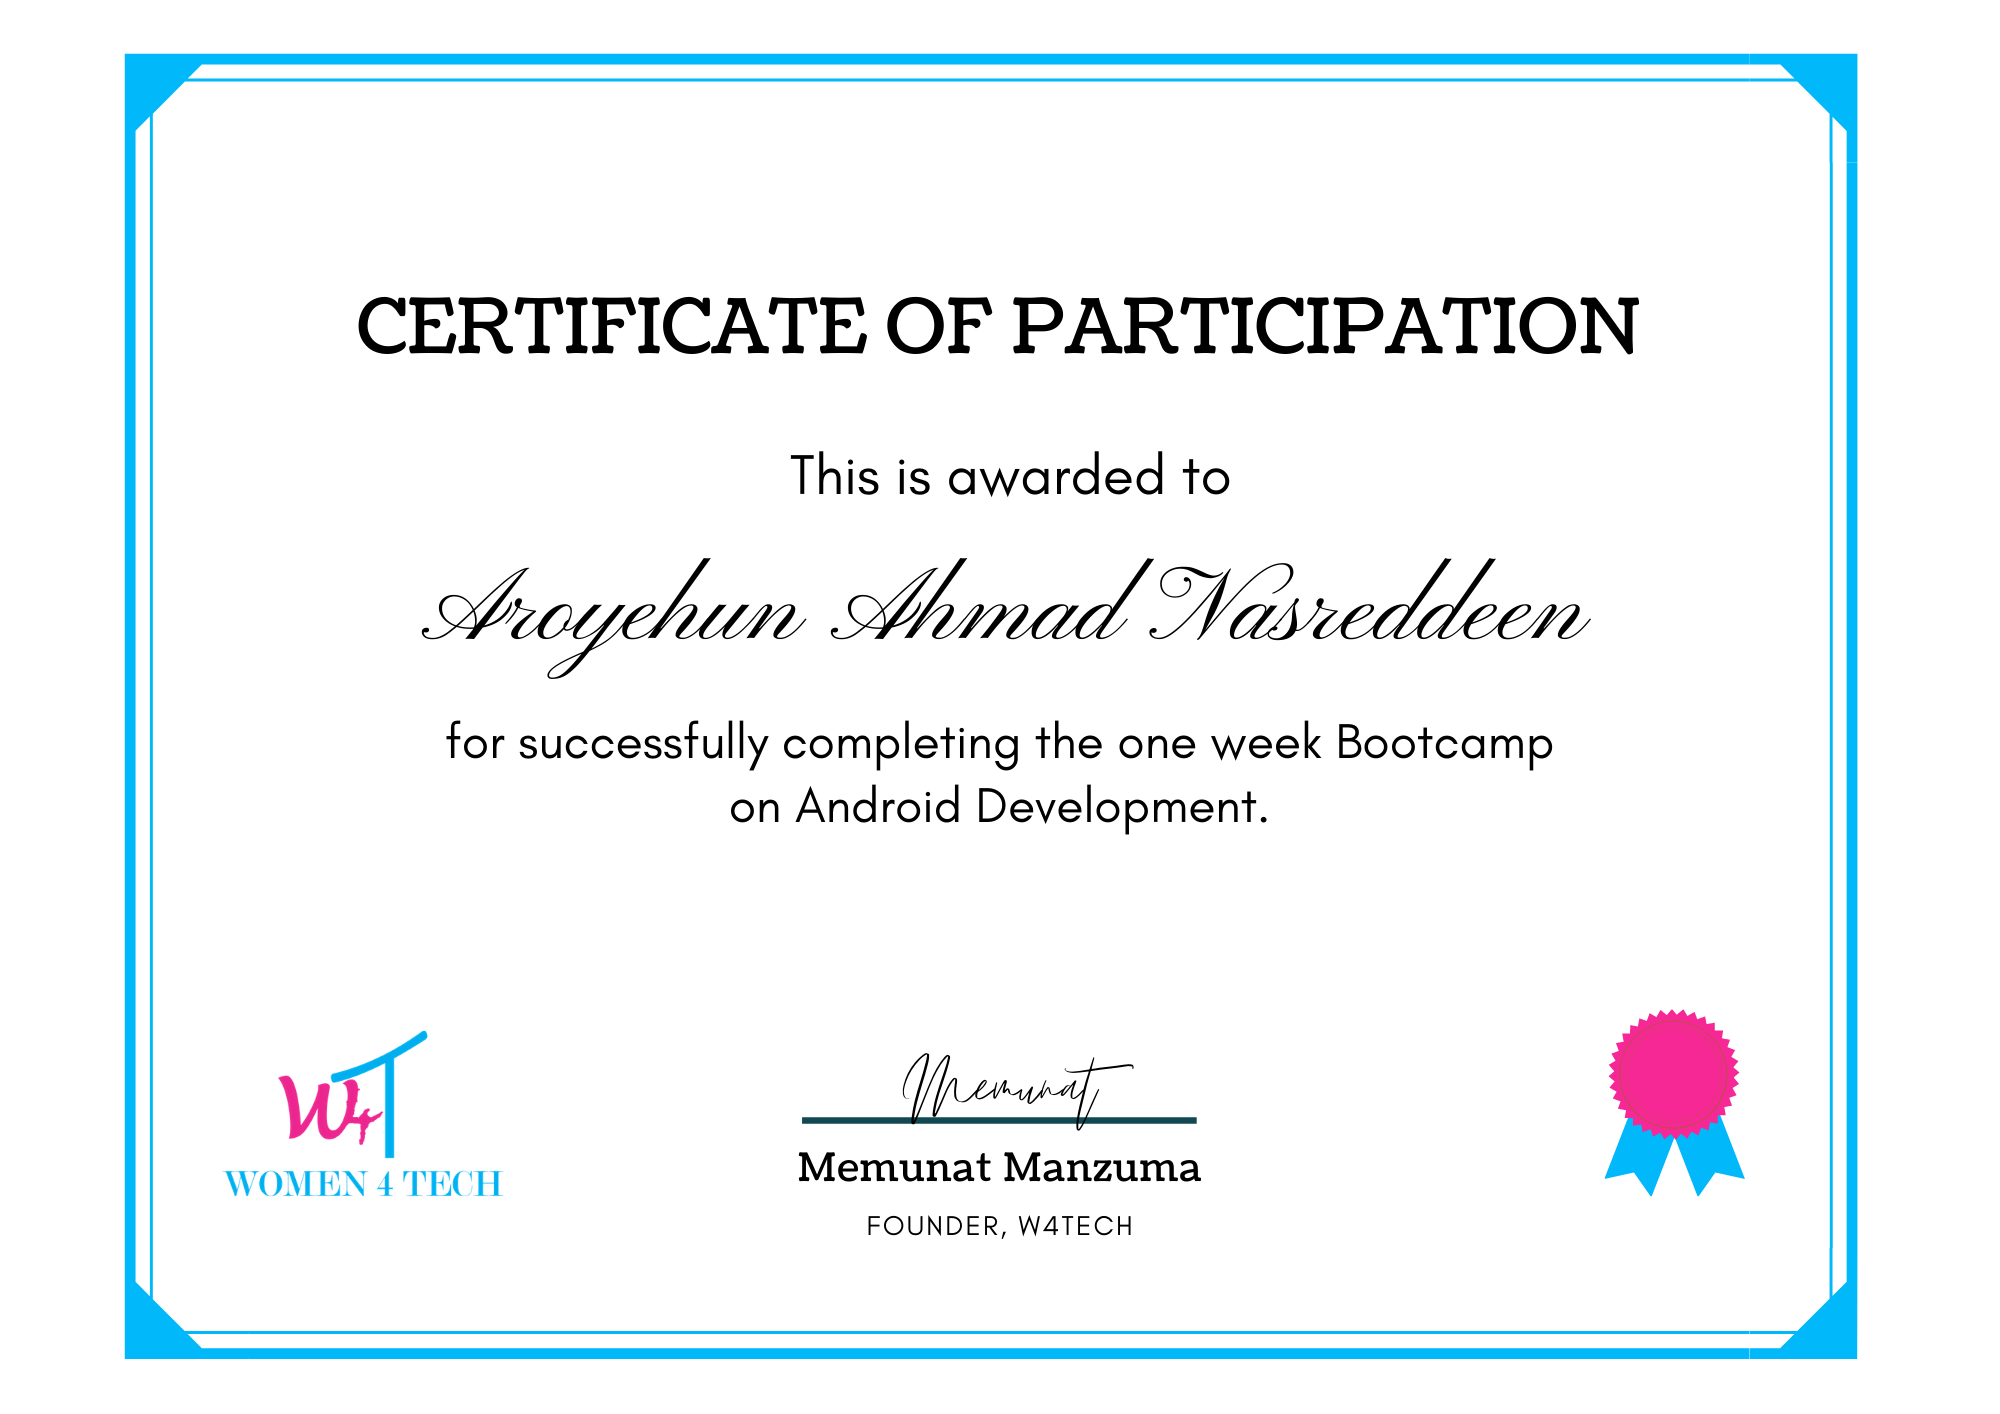 CERTIFICATE OF PARTICIPATION
This is awarded to
Aroyehun Ahmad Nasreddeen
for successfully completing the one week Bootcamp
on Android Development.
W4T
WOMEN 4 TECH
Memunat
Memunat Manzuma
FOUNDER, W4TECH